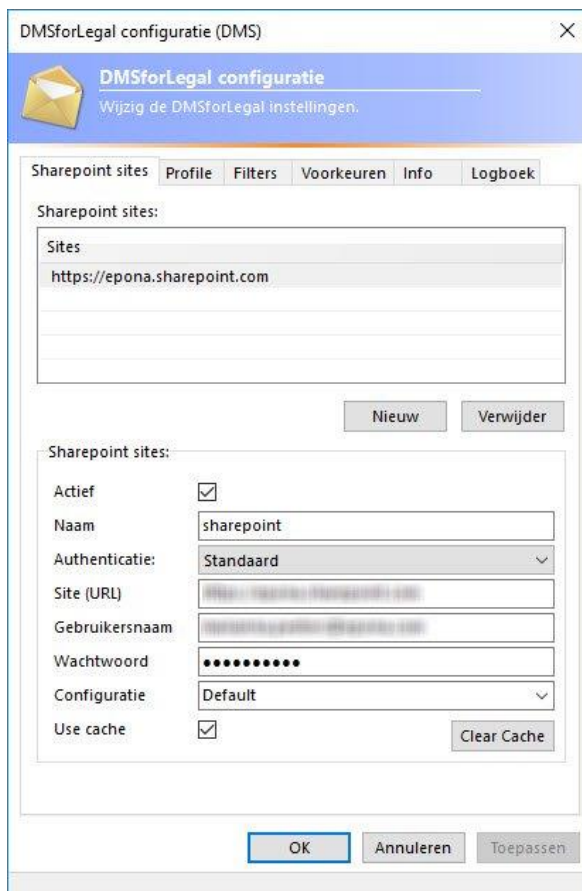 DMSforLegal configuratie (DMS)
DMSforLegal configuratie
Wijzig de DMSforLegal instellingen.
Sharepoint sites Profile Filters Voorkeuren Info Logboek
Sharepoint sites:
Sites
https://epona.sharepoint.com
Nieuw Verwijder
Sharepoint sites:
Actief
Naam sharepoint
Authenticatie: Standaard
Site (URL)
Gebruikersnaam
Wachtwoord ●●●●●●●●●●
Configuratie Default
Use cache Clear Cache
OK Annuleren Toepassen